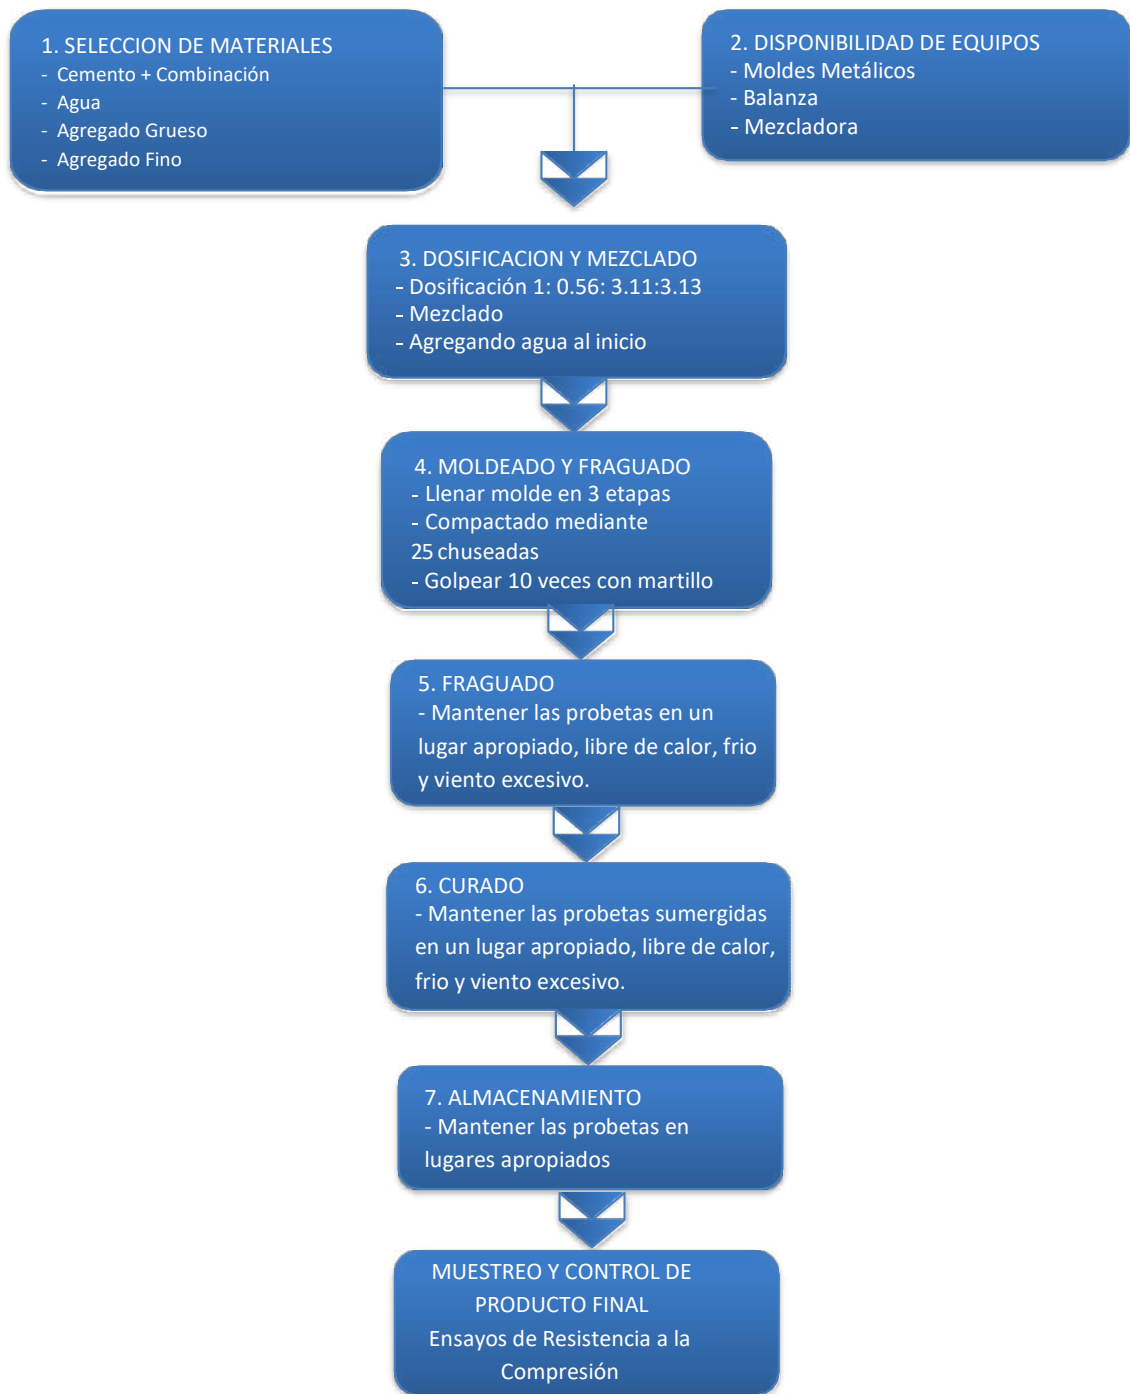 1. SELECCION DE MATERIALES
- Cemento + Combinación
- Agua
- Agregado Grueso
- Agregado Fino
2. DISPONIBILIDAD DE EQUIPOS
- Moldes Metálicos
- Balanza
- Mezcladora
3. DOSIFICACION Y MEZCLADO
- Dosificación 1: 0.56: 3.11:3.13
- Mezclado
- Agregando agua al inicio
4. MOLDEADO Y FRAGUADO
- Llenar molde en 3 etapas
- Compactado mediante
25 chuseadas
- Golpear 10 veces con martillo
5. FRAGUADO
- Mantener las probetas en un
lugar apropiado, libre de calor, frio
y viento excesivo.
6. CURADO
- Mantener las probetas sumergidas
en un lugar apropiado, libre de calor,
frio y viento excesivo.
7. ALMACENAMIENTO
- Mantener las probetas en
lugares apropiados
MUESTREO Y CONTROL DE
PRODUCTO FINAL
Ensayos de Resistencia a la
Compresión